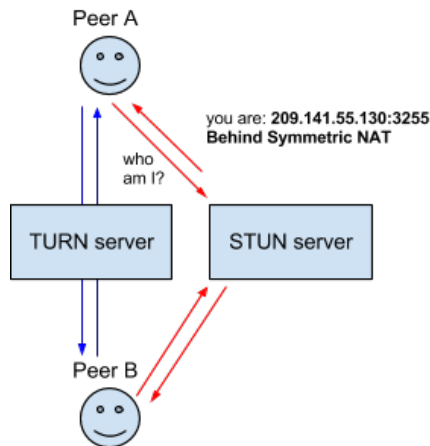 Peer A
you are: 209.141.55.130:3255
Behind Symmetric NAT
who
am I?
TURN server
STUN server
Peer B